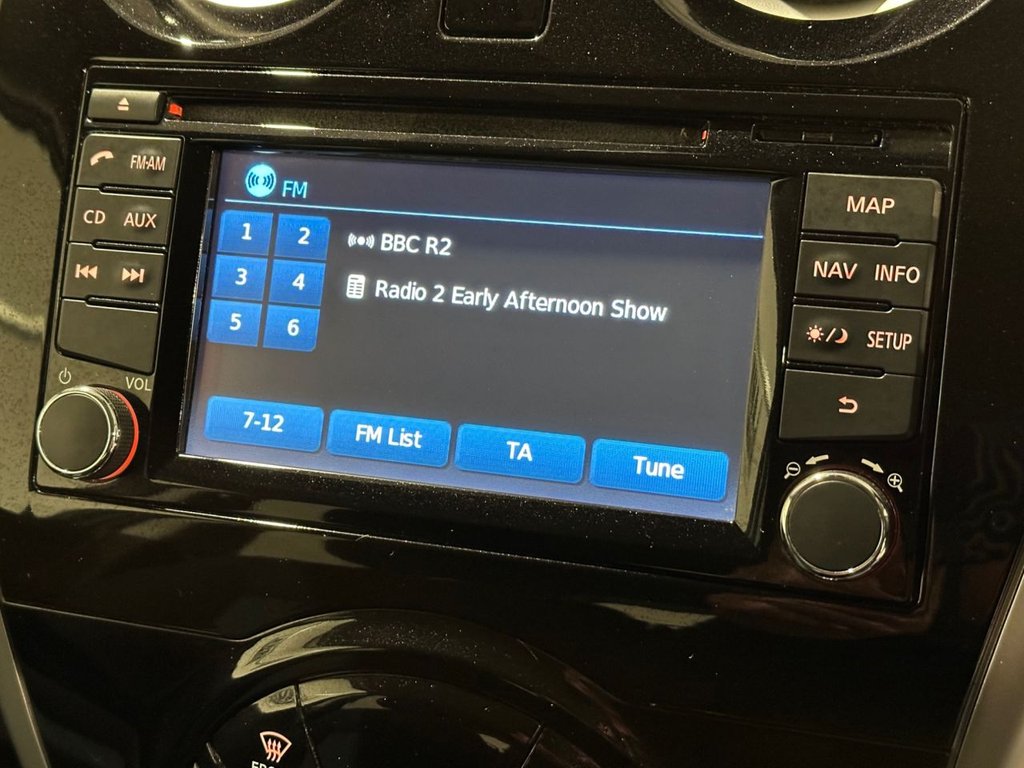 FM·AM
CD AUX
VOL
MAP
NAV INFO
SETUP
FM
1 2
3 4
5 6
BBC R2
Radio 2 Early Afternoon Show
7-12 FM List TA Tune